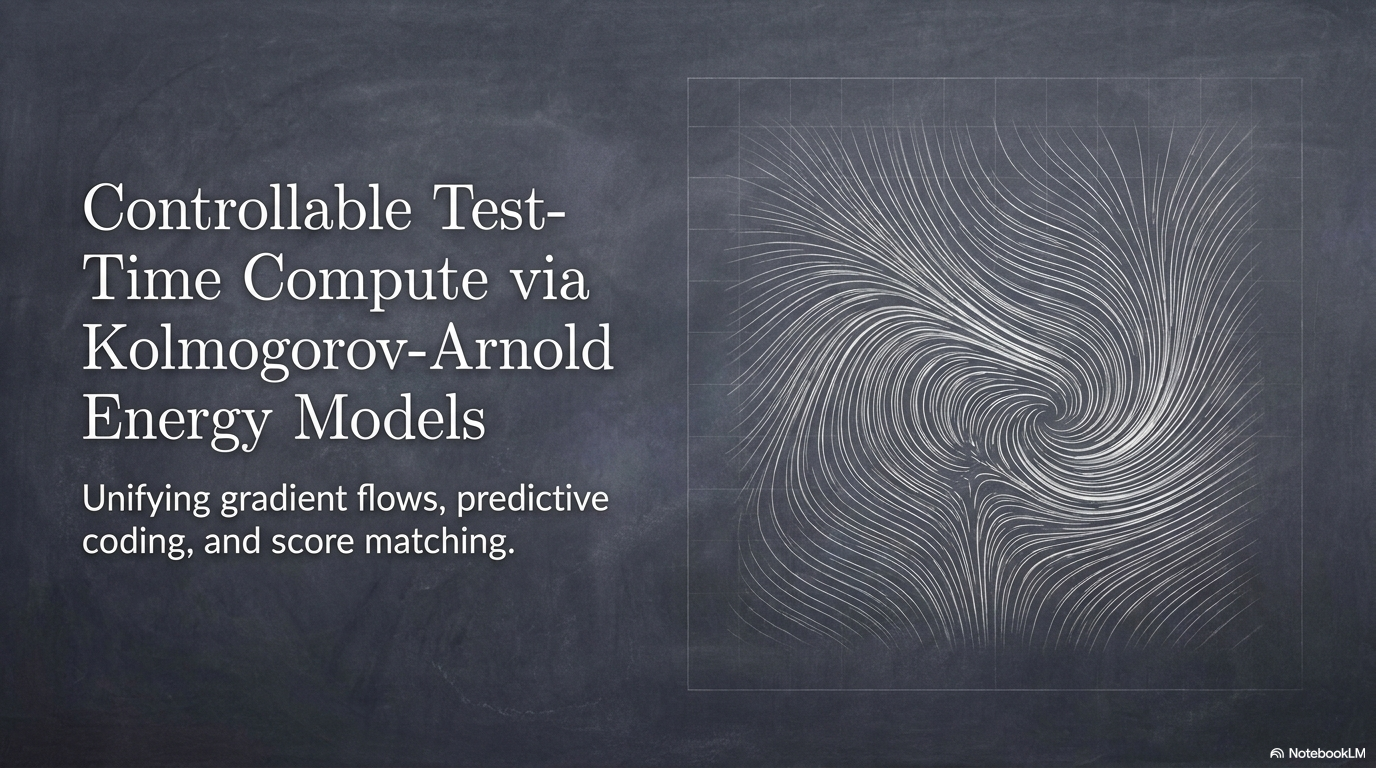 Controllable Test-
Time Compute via
Kolmogorov-Arnold
Energy Models
Unifying gradient flows, predictive
coding, and score matching.
NotebookLM